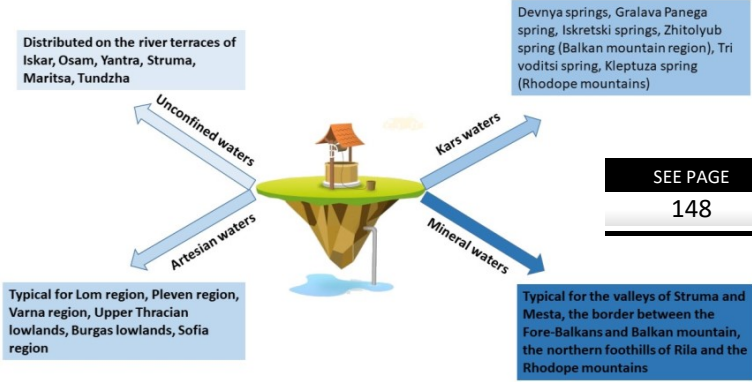 Distributed on the river terraces of
Iskar, Osam, Yantra, Struma,
Maritsa, Tundzha
Devnya springs, Gralava Panega
spring, Iskretski springs, Zhitolyub
spring (Balkan mountain region), Tri
voditsi spring, Kleptuza spring
(Rhodope mountains)
Unconfined waters
Kars waters
SEE PAGE
148
Artesian waters
Mineral waters
Typical for Lom region, Pleven region,
Varna region, Upper Thracian
lowlands, Burgas lowlands, Sofia
region
Typical for the valleys of Struma and
Mesta, the border between the
Fore-Balkans and Balkan mountain,
the northern foothills of Rila and the
Rhodope mountains